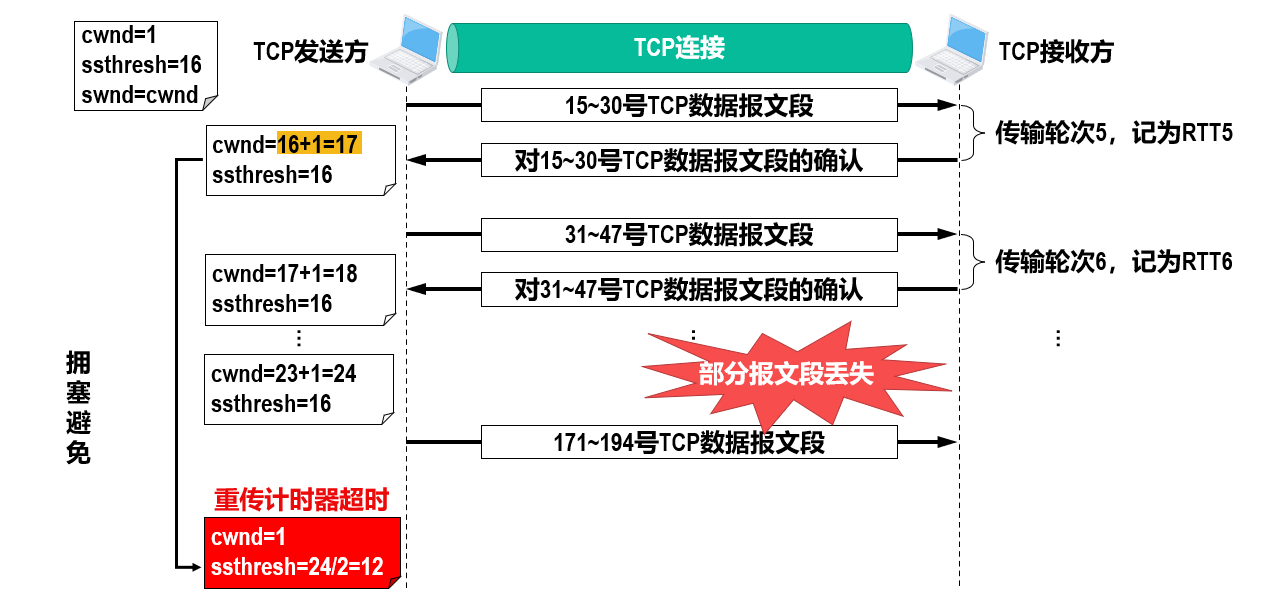 cwnd=1
ssthresh=16
swnd=cwnd
TCP发送方
TCP连接
TCP接收方
15~30号TCP数据报文段
传输轮次5，记为RTT5
cwnd=16+1=17
ssthresh=16
对15~30号TCP数据报文段的确认
31~47号TCP数据报文段
传输轮次6，记为RTT6
cwnd=17+1=18
ssthresh=16
对31~47号TCP数据报文段的确认
⋮
⋮
⋮
拥塞避免
cwnd=23+1=24
ssthresh=16
部分报文段丢失
171~194号TCP数据报文段
重传计时器超时
cwnd=1
ssthresh=24/2=12